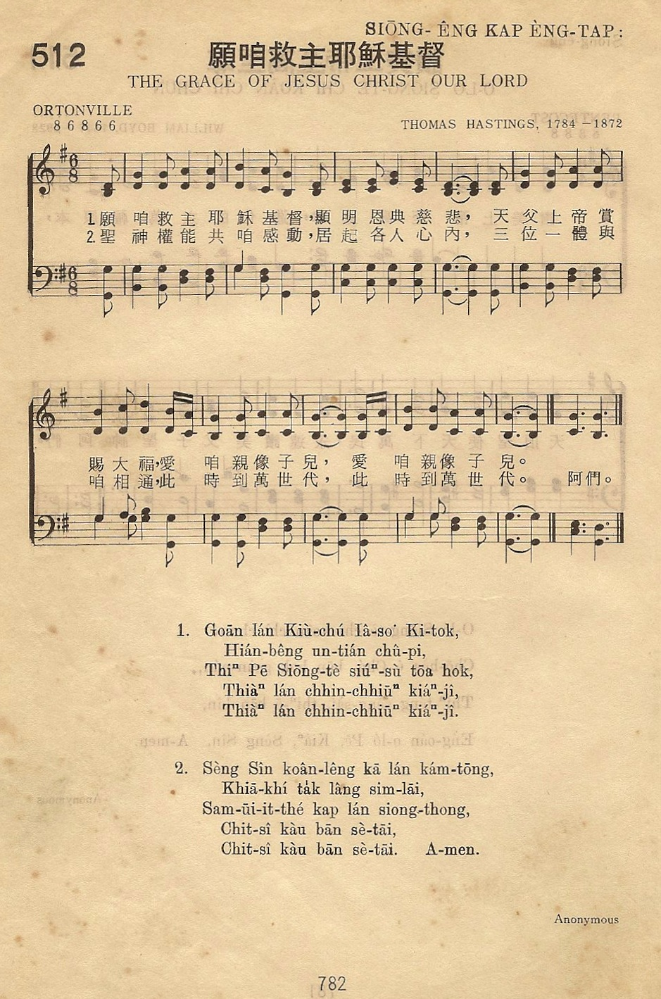 SIŌNG-ÊNG KAP ÈNG-TAP:
512 願咱救主耶穌基督
THE GRACE OF JESUS CHRIST OUR LORD
ORTONVILLE
8 6 8 6 6
THOMAS HASTINGS, 1784－1872
1.願咱救主耶穌基督，顯明恩典慈悲，天父上帝賞
2.聖神權能共咱感動，居起各人心內，三位一體與
賜大福，愛咱親像子兒，愛咱親像子兒。
咱相通，此時到萬世代，此時到萬世代。阿們。
1. Goān lán Kiù-chú Iâ-so͘ Ki-tok,
Hián-bêng un-tián chû-pi,
Thiⁿ Pē Siōng-tè siúⁿ-sù tōa hok,
Thiàⁿ lán chhin-chhiūⁿ kiáⁿ-jî,
Thiàⁿ lán chhin-chhiūⁿ kiáⁿ-jî.
2. Sèng Sîn koân-lêng kā lán kám-tōng,
Khiā-khí ta̍k lâng sim-lāi,
Sam-ūi-it-thé kap lán siong-thong,
Chit-sî kàu bān sè-tāi,
Chit-sî kàu bān sè-tāi. A-men.
Anonymous
782